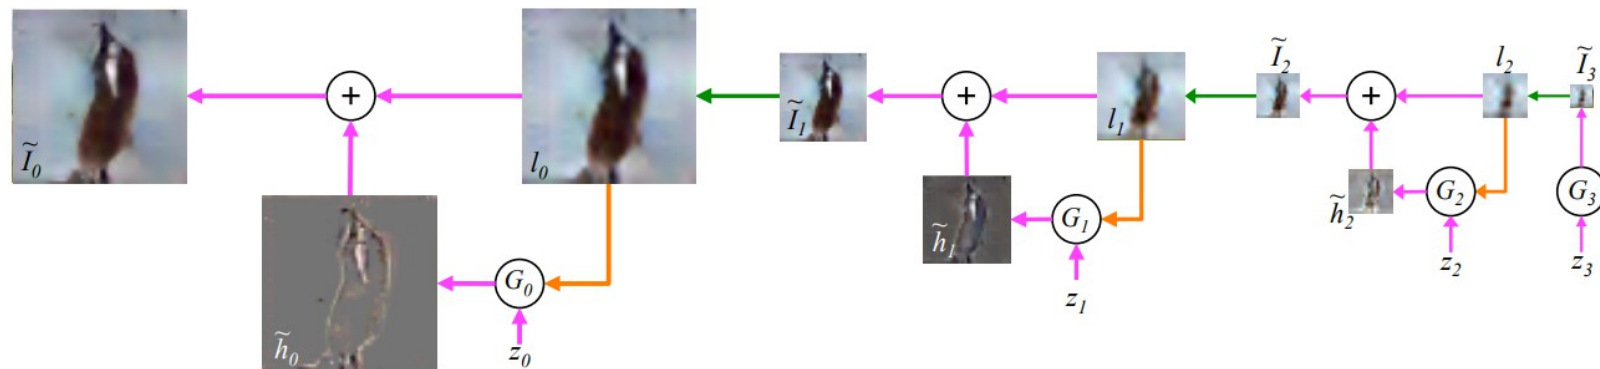 Ĩ₀
+
h̃₀
l₀
G₀
z₀
Ĩ₁
+
h̃₁
l₁
G₁
z₁
Ĩ₂
+
h̃₂
l₂
G₂
z₂
Ĩ₃
G₃
z₃